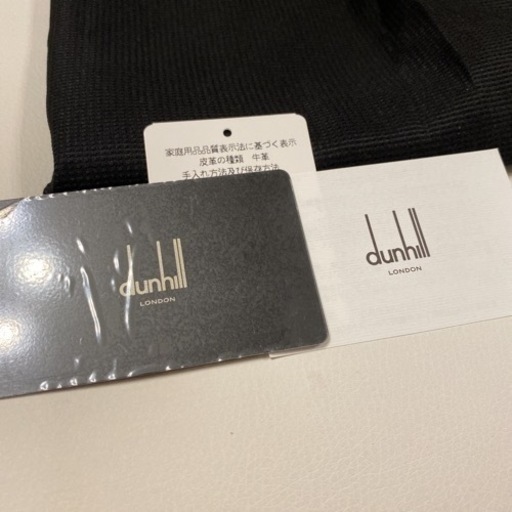 家庭用品品質表示法に基づく表示
皮革の種類 牛革
手入れ方法及び保存方法
dunhill
LONDON
dunhill
LONDON